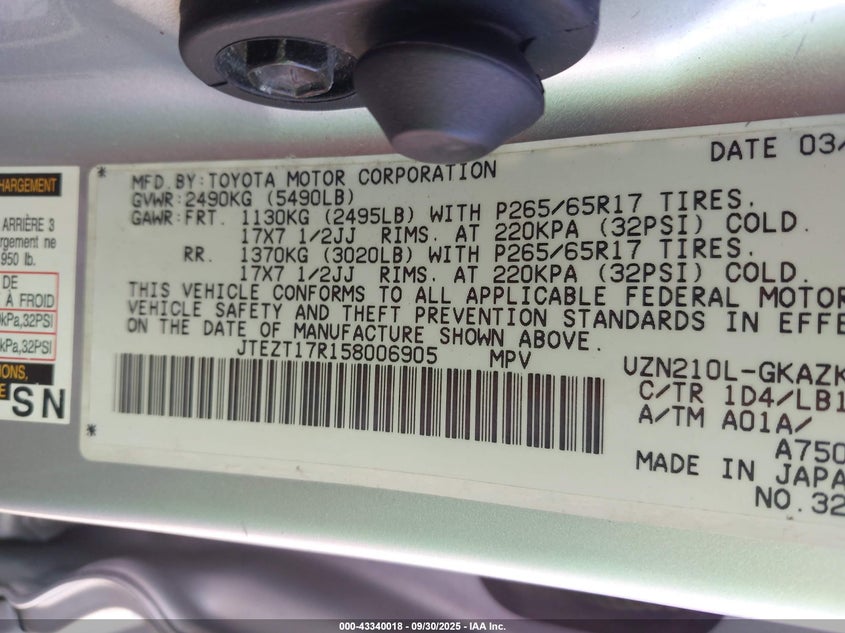 HARGEMENT
ARRIÈRE 3
rgement ne
950 lb.
DE
À FROID
kPa,32PSI
kPa,32PSI
IONS,
SN
DATE 03/
* MFD.BY:TOYOTA MOTOR CORPORATION
GVWR:2490KG (5490LB)
GAWR:FRT. 1130KG (2495LB) WITH P265/65R17 TIRES.
17X7 1/2JJ RIMS. AT 220KPA (32PSI) COLD.
RR. 1370KG (3020LB) WITH P265/65R17 TIRES.
17X7 1/2JJ RIMS. AT 220KPA (32PSI) COLD.
THIS VEHICLE CONFORMS TO ALL APPLICABLE FEDERAL MOTOR
VEHICLE SAFETY AND THEFT PREVENTION STANDARDS IN EFFE
ON THE DATE OF MANUFACTURE SHOWN ABOVE.
JTEZT17R158006905 MPV
UZN210L-GKAZK
C/TR 1D4/LB1
A/TM A01A/
A750
*
MADE IN JAPA
NO.32
000-43340018 - 09/30/2025 - IAA Inc.